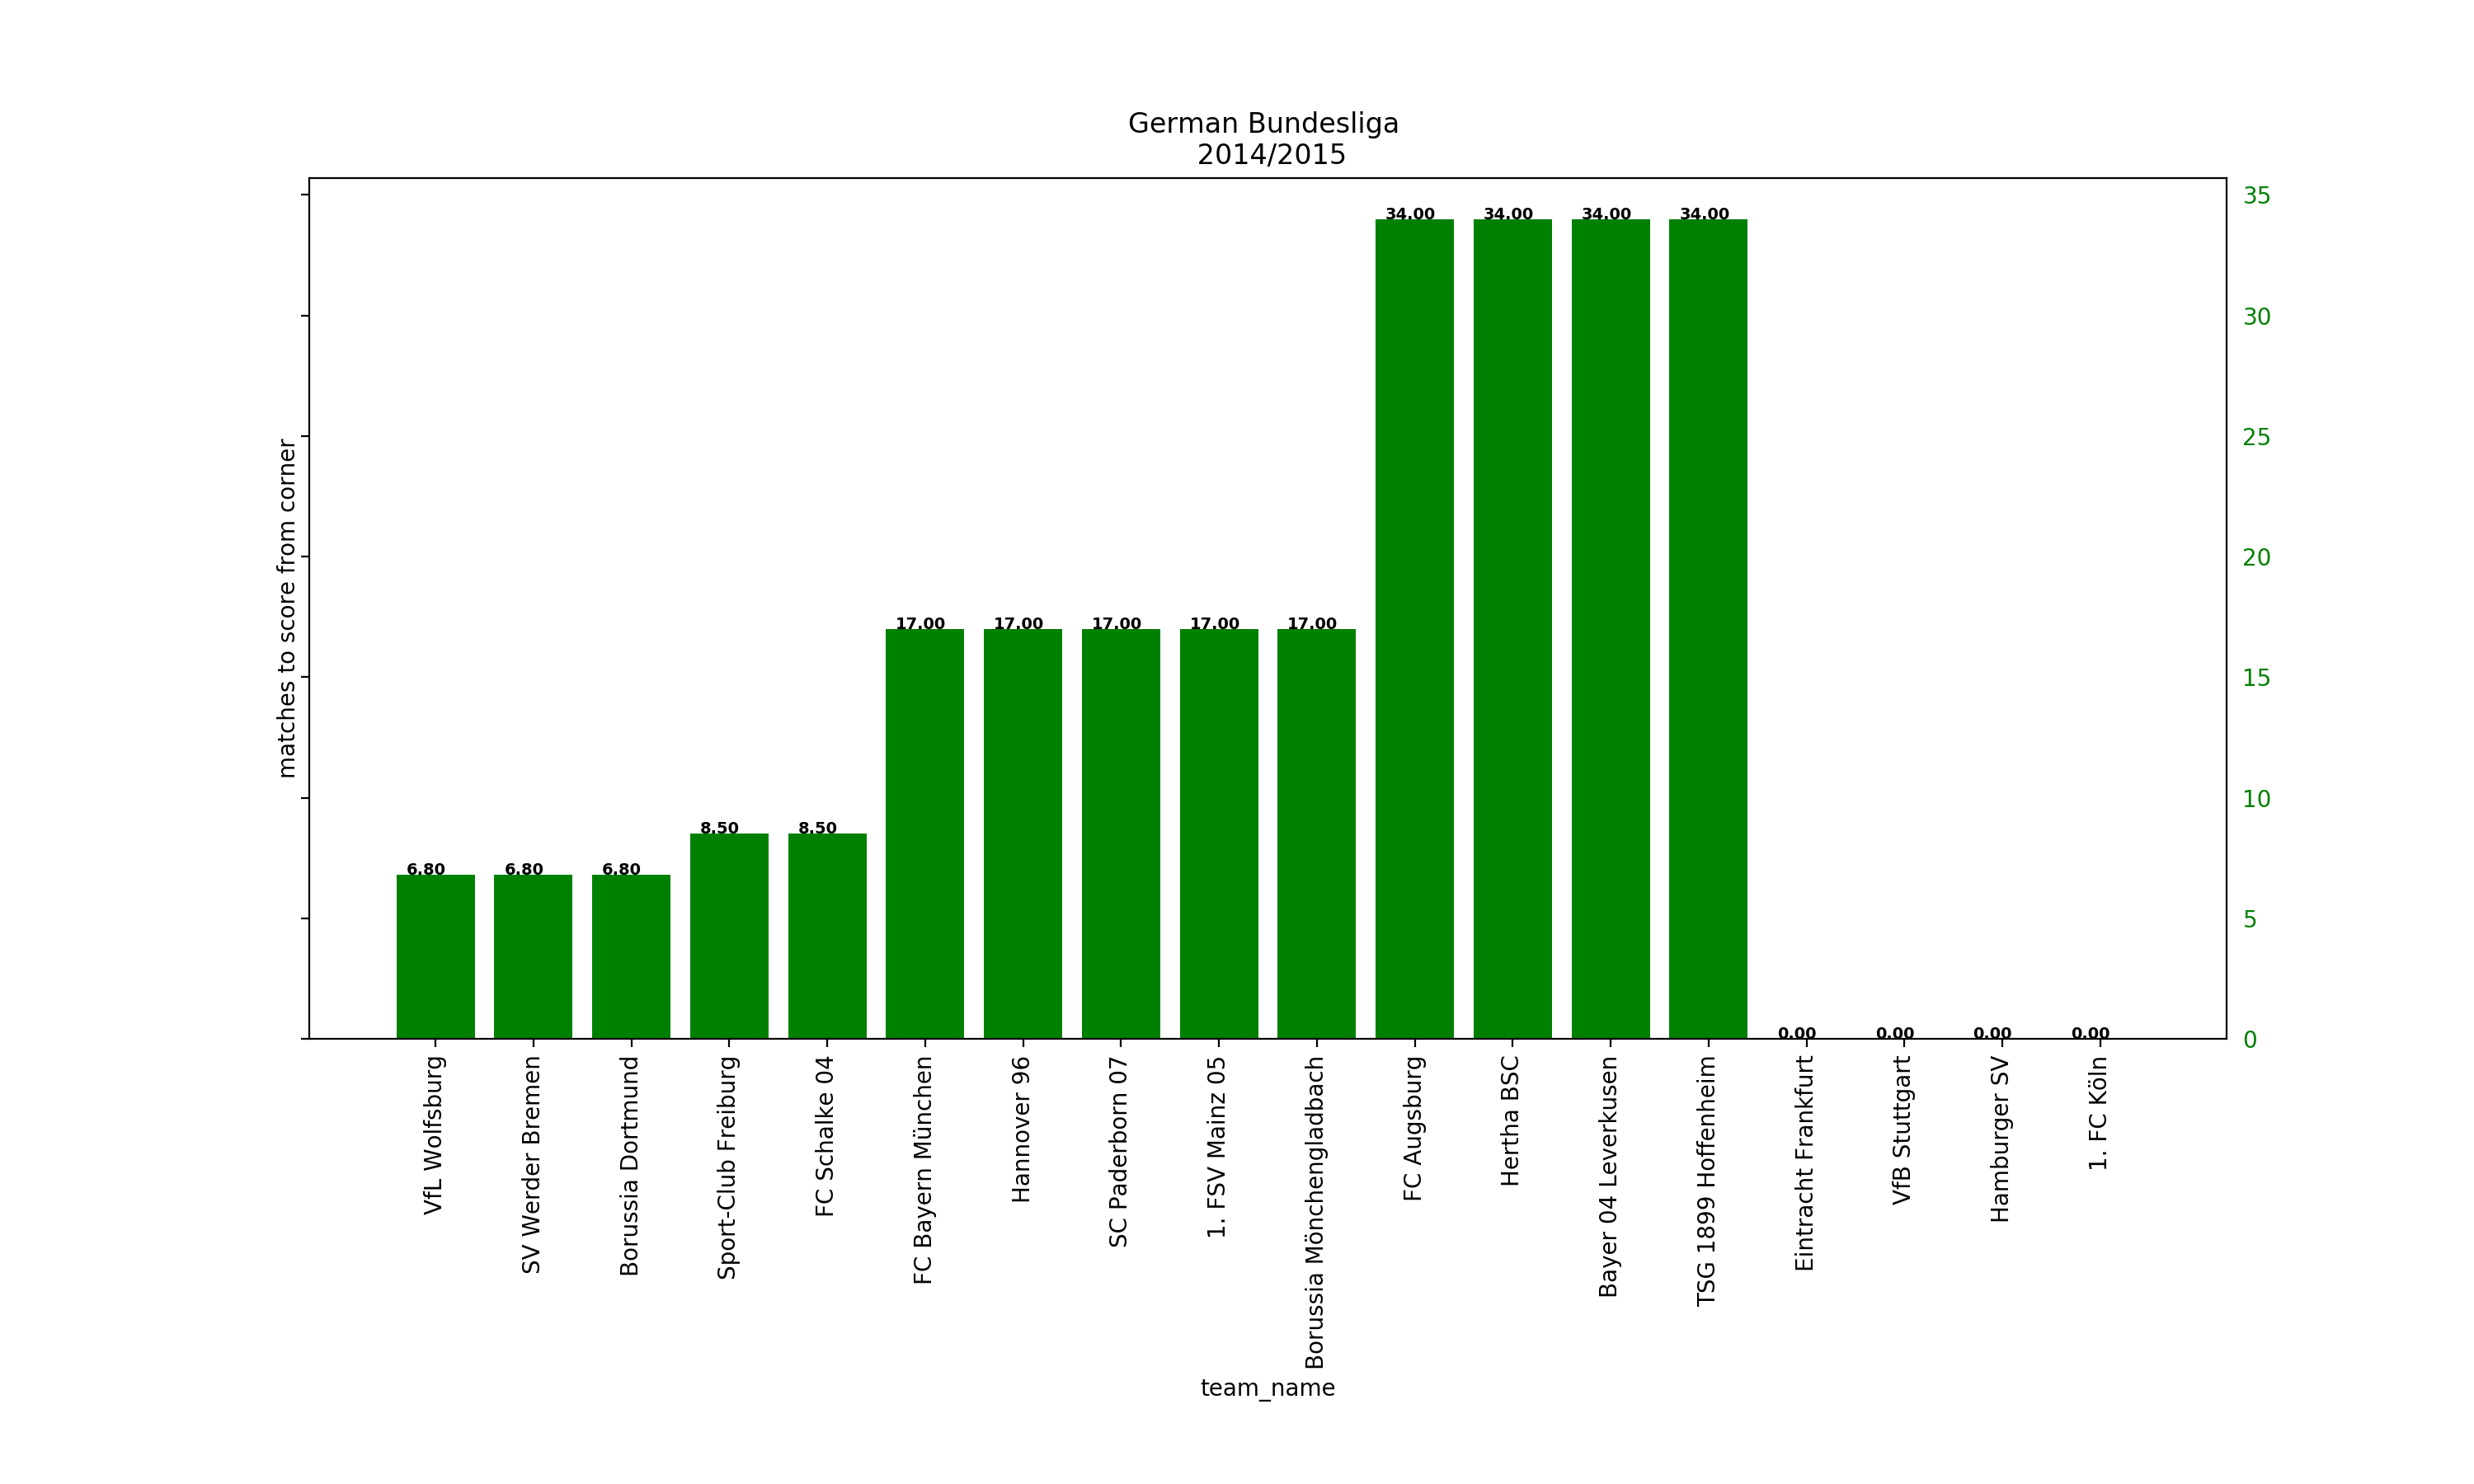 German Bundesliga
2014/2015
matches to score from corner
35
30
25
20
15
10
5
0
6.80
6.80
6.80
8.50
8.50
17.00
17.00
17.00
17.00
17.00
34.00
34.00
34.00
34.00
0.00
0.00
0.00
0.00
VfL Wolfsburg
SV Werder Bremen
Borussia Dortmund
Sport-Club Freiburg
FC Schalke 04
FC Bayern München
Hannover 96
SC Paderborn 07
1. FSV Mainz 05
Borussia Mönchengladbach
FC Augsburg
Hertha BSC
Bayer 04 Leverkusen
TSG 1899 Hoffenheim
Eintracht Frankfurt
VfB Stuttgart
Hamburger SV
1. FC Köln
team_name